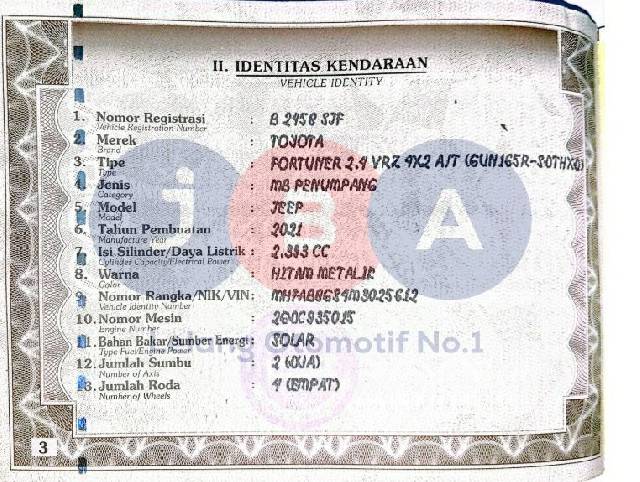 II. IDENTITAS KENDARAAN
VEHICLE IDENTITY
1. Nomor Registrasi : B 2958 SJF
Vehicle Registration Number
2. Merek : TOYOTA
Brand
3. Tipe : FORTUNER 2.4 VRZ 4X2 A/T (GUN165R-SDTHXD)
Type
4. Jenis : MB PENUMPANG
Category
5. Model : JEEP
Model
6. Tahun Pembuatan : 2021
Manufacture Year
7. Isi Silinder/Daya Listrik : 2.393 CC
Cylinder Capacity/Electrical Power
8. Warna : HITAM METALIK
Color
9. Nomor Rangka/NIK/VIN:
Vehicle Identity Number
10. Nomor Mesin :
Engine Number
11. Bahan Bakar/Sumber Energi: SOLAR
Type Fuel/Engine Power
12. Jumlah Sumbu : 2 (DUA)
Number of Axis
13. Jumlah Roda : 4 (EMPAT)
Number of Wheels
3
JBA
Lelang Otomotif No.1